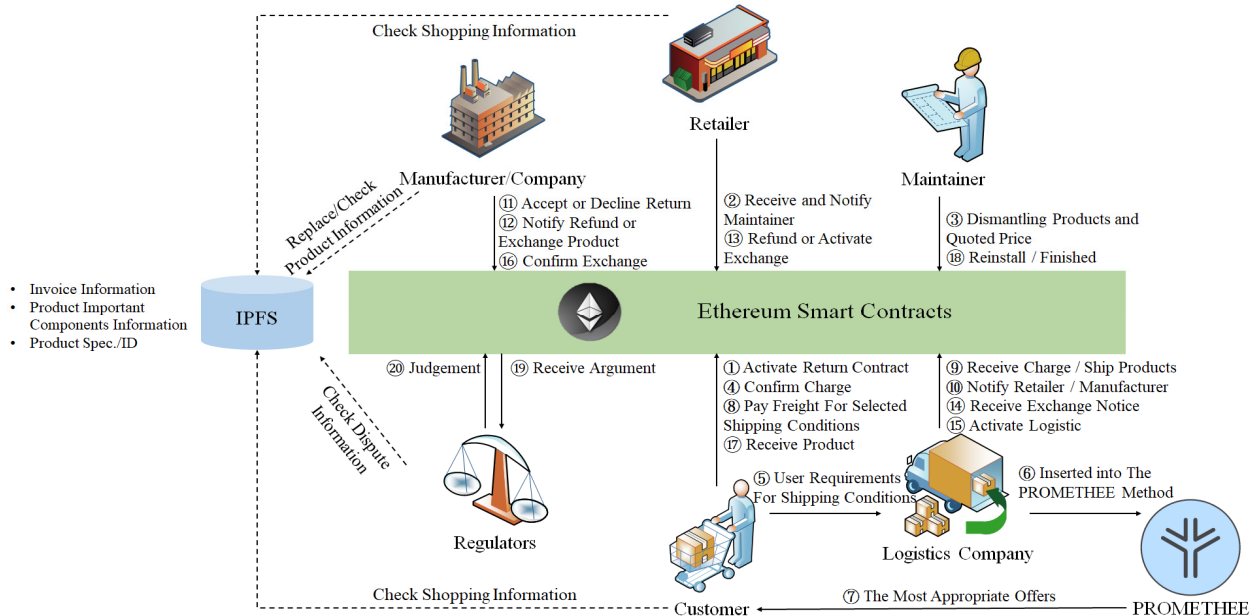 Check Shopping Information
Retailer
Manufacturer/Company
Maintainer
Replace/Check
Product Information
⑪ Accept or Decline Return
⑫ Notify Refund or
Exchange Product
⑯ Confirm Exchange
② Receive and Notify
Maintainer
⑬ Refund or Activate
Exchange
③ Dismantling Products and
Quoted Price
⑱ Reinstall / Finished
• Invoice Information
• Product Important
Components Information
• Product Spec./ID
IPFS
Ethereum Smart Contracts
⑳ Judgement
⑲ Receive Argument
① Activate Return Contract
④ Confirm Charge
⑧ Pay Freight For Selected
Shipping Conditions
⑰ Receive Product
⑨ Receive Charge / Ship Products
⑩ Notify Retailer / Manufacturer
⑭ Receive Exchange Notice
⑮ Activate Logistic
Check Dispute
Information
Regulators
⑤ User Requirements
For Shipping Conditions
⑥ Inserted into The
PROMETHEE Method
Logistics Company
Check Shopping Information
Customer
⑦ The Most Appropriate Offers
PROMETHEE